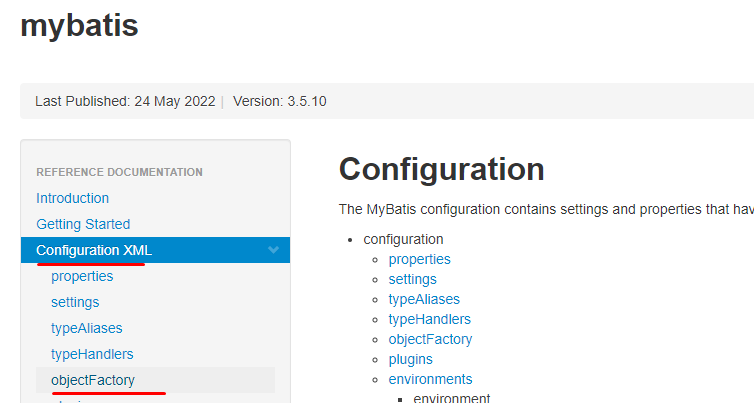 mybatis
Last Published: 24 May 2022 | Version: 3.5.10
REFERENCE DOCUMENTATION
Introduction
Getting Started
Configuration XML
properties
settings
typeAliases
typeHandlers
objectFactory
Configuration
The MyBatis configuration contains settings and properties that hav
configuration
properties
settings
typeAliases
typeHandlers
objectFactory
plugins
environments
environment